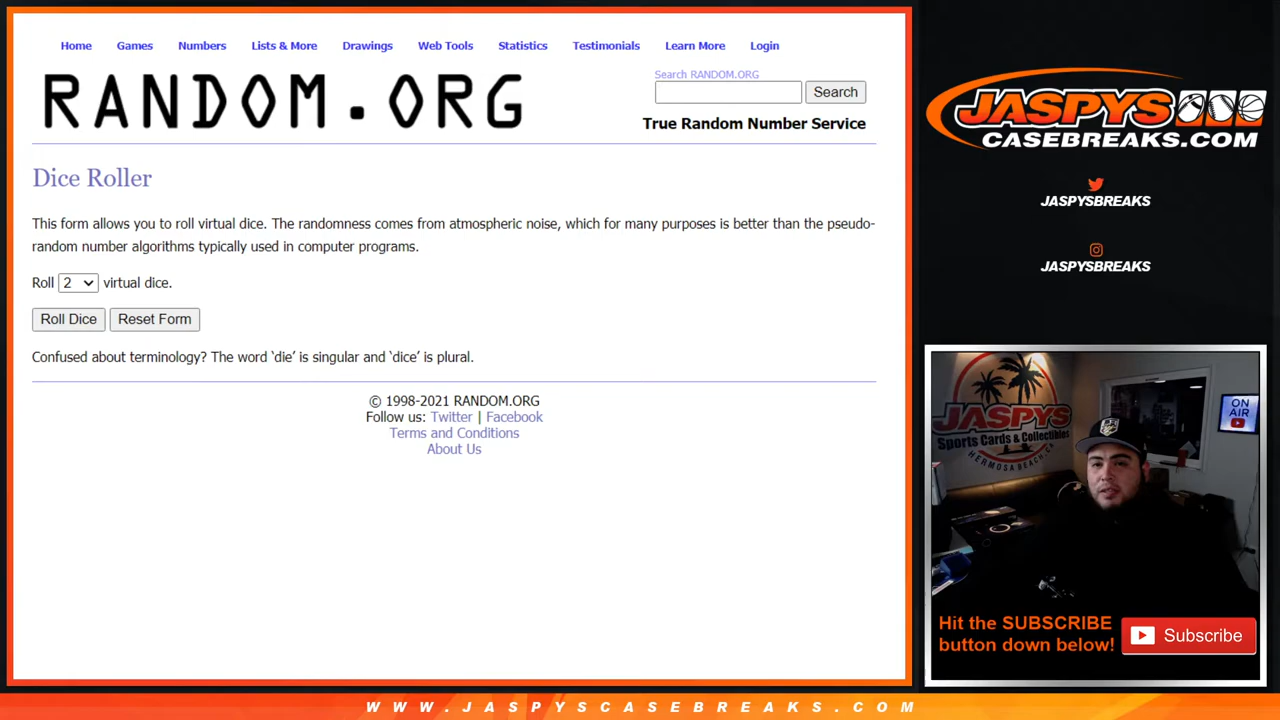 Home Games Numbers Lists & More Drawings Web Tools Statistics Testimonials Learn More Login
RANDOM.ORG
Search RANDOM.ORG
Search
True Random Number Service
Dice Roller
This form allows you to roll virtual dice. The randomness comes from atmospheric noise, which for many purposes is better than the pseudo-
random number algorithms typically used in computer programs.
Roll 2 virtual dice.
Roll Dice Reset Form
Confused about terminology? The word ‘die’ is singular and ‘dice’ is plural.
© 1998-2021 RANDOM.ORG
Follow us: Twitter | Facebook
Terms and Conditions
About Us
JASPYS
CASEBREAKS.COM
JASPYSBREAKS
JASPYSBREAKS
JASPYS
Sports Cards & Collectibles
HERMOSA BEACH, CA
ON
AIR
Hit the SUBSCRIBE
button down below!
Subscribe
WWW.JASPYSCASEBREAKS.COM